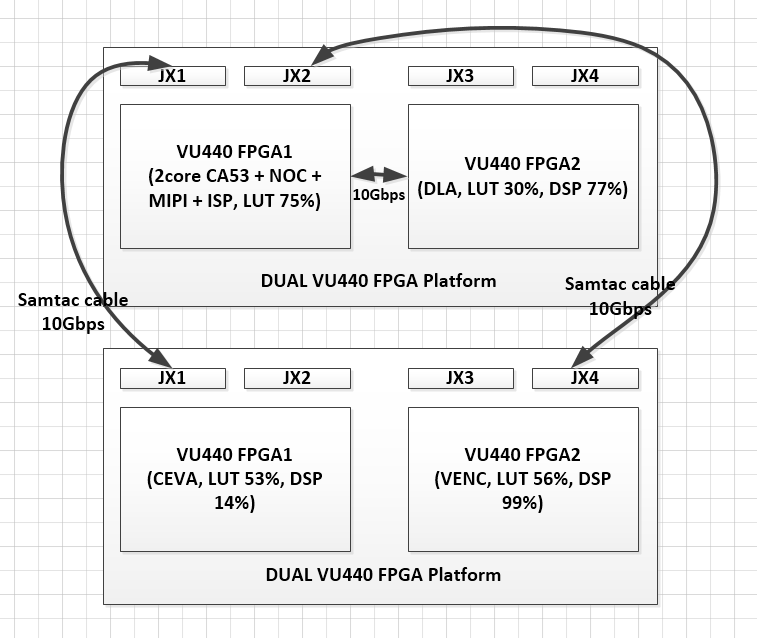 JX1
JX2
JX3
JX4
VU440 FPGA1
(2core CA53 + NOC +
MIPI + ISP, LUT 75%)
10Gbps
VU440 FPGA2
(DLA, LUT 30%, DSP 77%)
DUAL VU440 FPGA Platform
Samtac cable
10Gbps
Samtac cable
10Gbps
JX1
JX2
JX3
JX4
VU440 FPGA1
(CEVA, LUT 53%, DSP
14%)
VU440 FPGA2
(VENC, LUT 56%, DSP
99%)
DUAL VU440 FPGA Platform